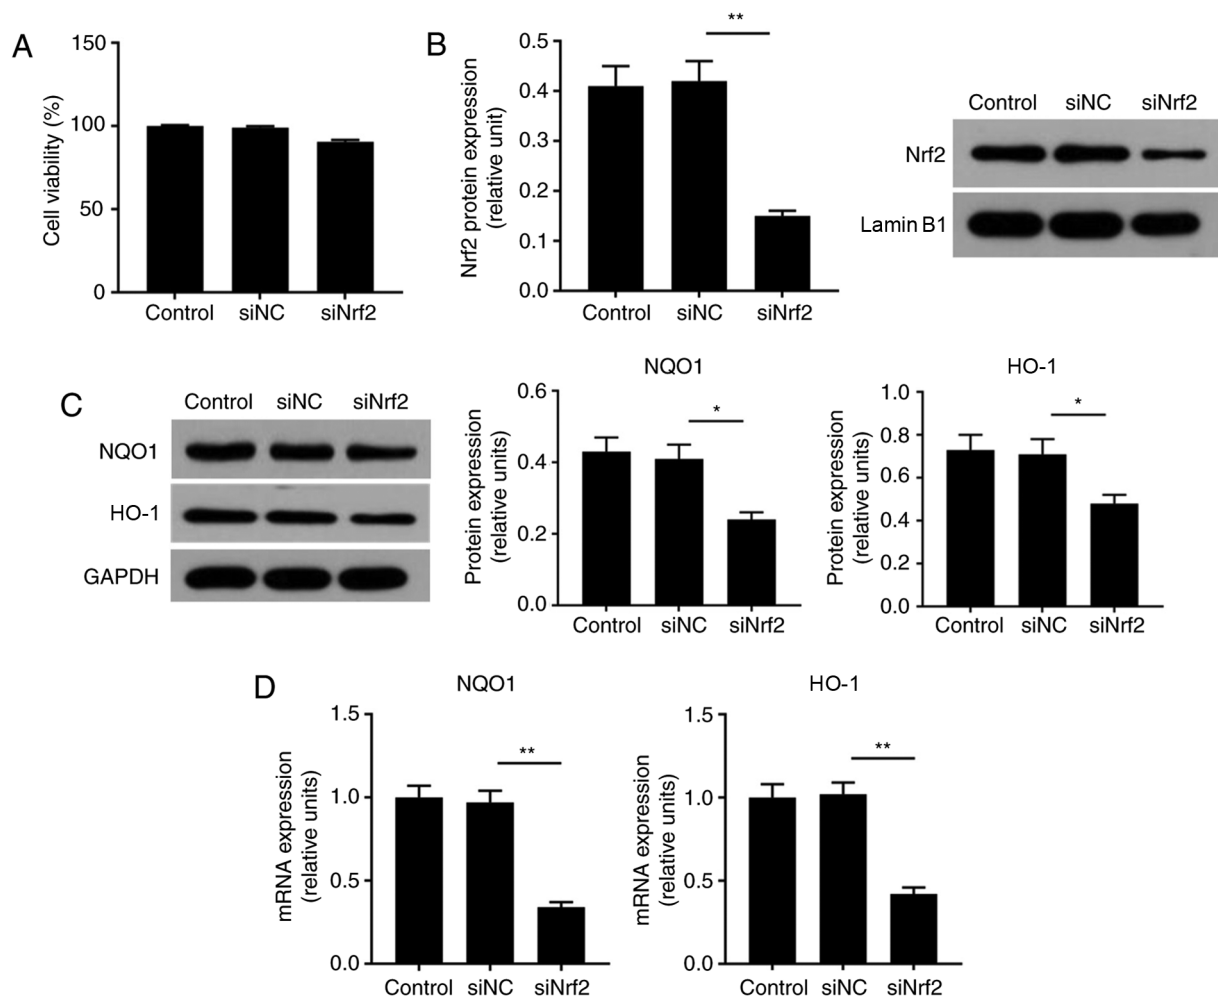 A
150
100
50
0
Cell viability (%)
Control siNC siNrf2
B
**
0.5
0.4
0.3
0.2
0.1
0.0
Nrf2 protein expression
(relative unit)
Control siNC siNrf2
Control siNC siNrf2
Nrf2
Lamin B1
C
Control siNC siNrf2
NQO1
HO-1
GAPDH
NQO1
*
0.6
0.4
0.2
0.0
Protein expression
(relative units)
Control siNC siNrf2
HO-1
*
1.0
0.8
0.6
0.4
0.2
0.0
Protein expression
(relative units)
Control siNC siNrf2
D
NQO1
**
1.5
1.0
0.5
0.0
mRNA expression
(relative units)
Control siNC siNrf2
HO-1
**
1.5
1.0
0.5
0.0
mRNA expression
(relative units)
Control siNC siNrf2